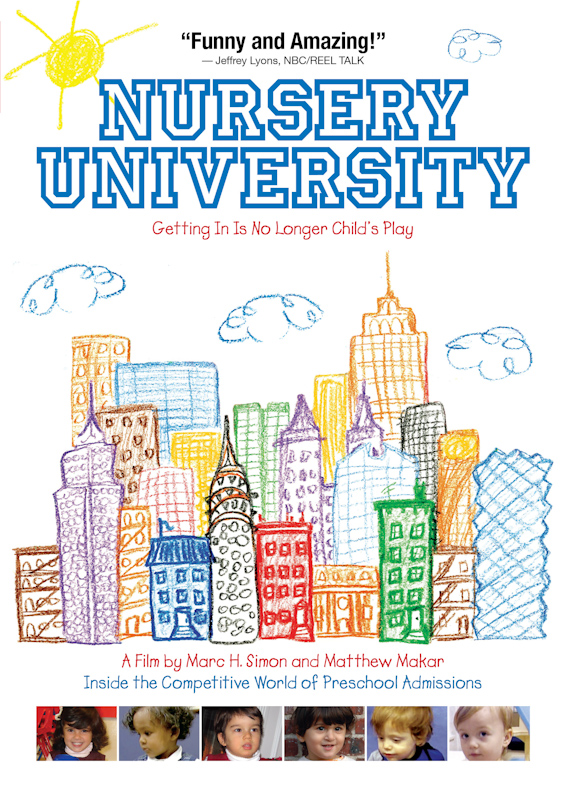 “Funny and Amazing!”
— Jeffrey Lyons, NBC/REEL TALK
NURSERY
UNIVERSITY
Getting In Is No Longer Child's Play
A Film by Marc H. Simon and Matthew Makar
Inside the Competitive World of Preschool Admissions